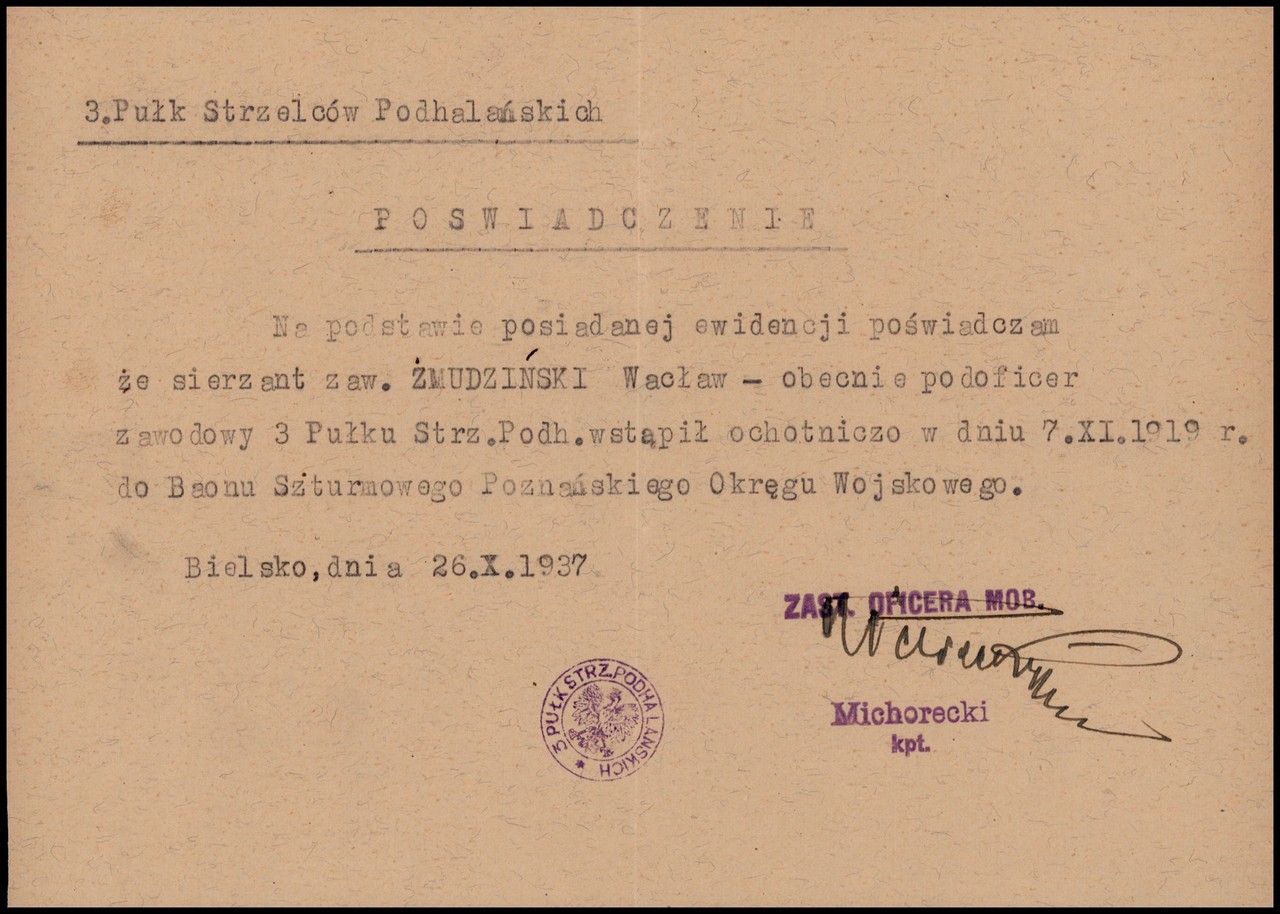 3.Pułk Strzelców Podhalańskich
POSWIADCZENIE
Na podstawie posiadanej ewidencji poświadczam
że sierzant zaw. ŻMUDZIŃSKI Wacław - obecnie podoficer
zawodowy 3 Pułku Strz.Podh.wstąpił ochotniczo w dniu 7.XI.1919 r.
do Baonu Szturmowego Poznańskiego Okręgu Wojskowego.
Bielsko,dnia 26.X.1937
ZAST. OFICERA MOB.
Michorecki
kpt.
3 PUŁK STRZ.PODHALAŃSKICH *